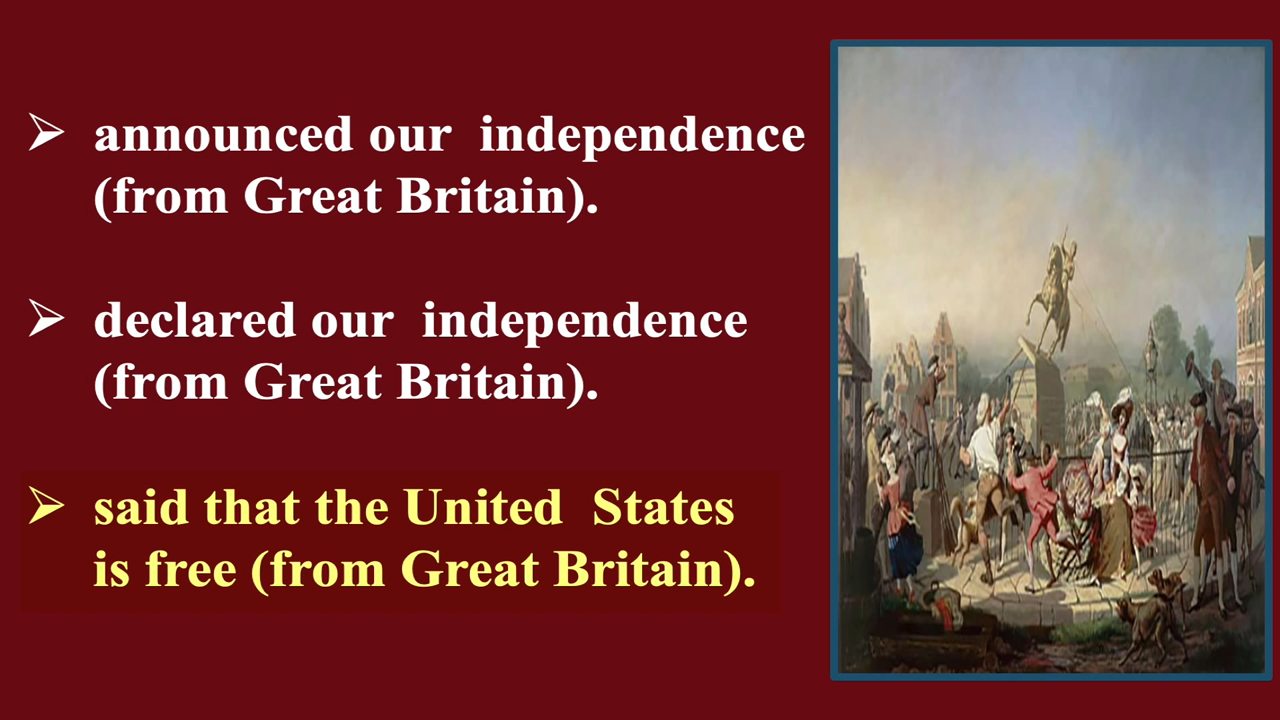 ➢ announced our independence
(from Great Britain).
➢ declared our independence
(from Great Britain).
➢ said that the United States
is free (from Great Britain).